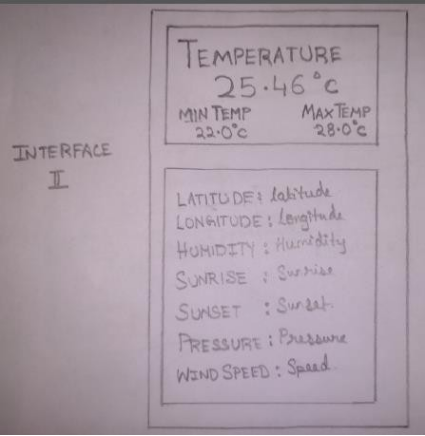 INTERFACE
II
TEMPERATURE
25.46°C
MIN TEMP MAX TEMP
22.0°C 28.0°C
LATITUDE : latitude
LONGITUDE : Longitude
HUMIDITY : Humidity
SUNRISE : Sunrise
SUNSET : Sunset.
PRESSURE : Pressure
WIND SPEED : Speed.